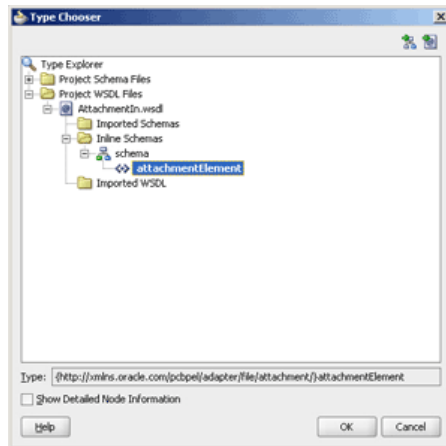 Type Chooser
Type Explorer
Project Schema Files
Project WSDL Files
AttachmentIn.wsdl
Imported Schemas
Inline Schemas
schema
attachmentElement
Imported WSDL
Type: {http://xmlns.oracle.com/pcbpel/adapter/file/attachment/}attachmentElement
Show Detailed Node Information
Help OK Cancel